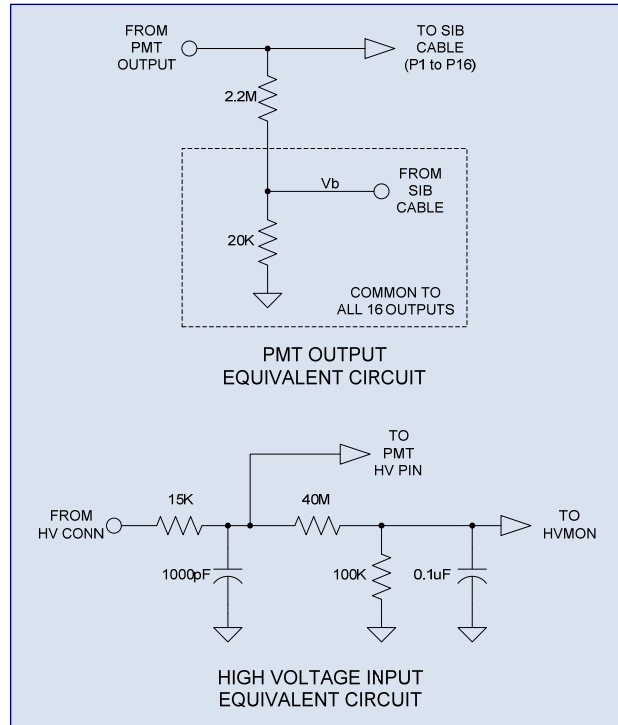 FROM
PMT
OUTPUT
TO SIB
CABLE
(P1 to P16)
2.2M
Vb
FROM
SIB
CABLE
20K
COMMON TO
ALL 16 OUTPUTS
PMT OUTPUT
EQUIVALENT CIRCUIT
TO
PMT
HV PIN
15K
40M
FROM
HV CONN
TO
HVMON
1000pF
100K
0.1uF
HIGH VOLTAGE INPUT
EQUIVALENT CIRCUIT